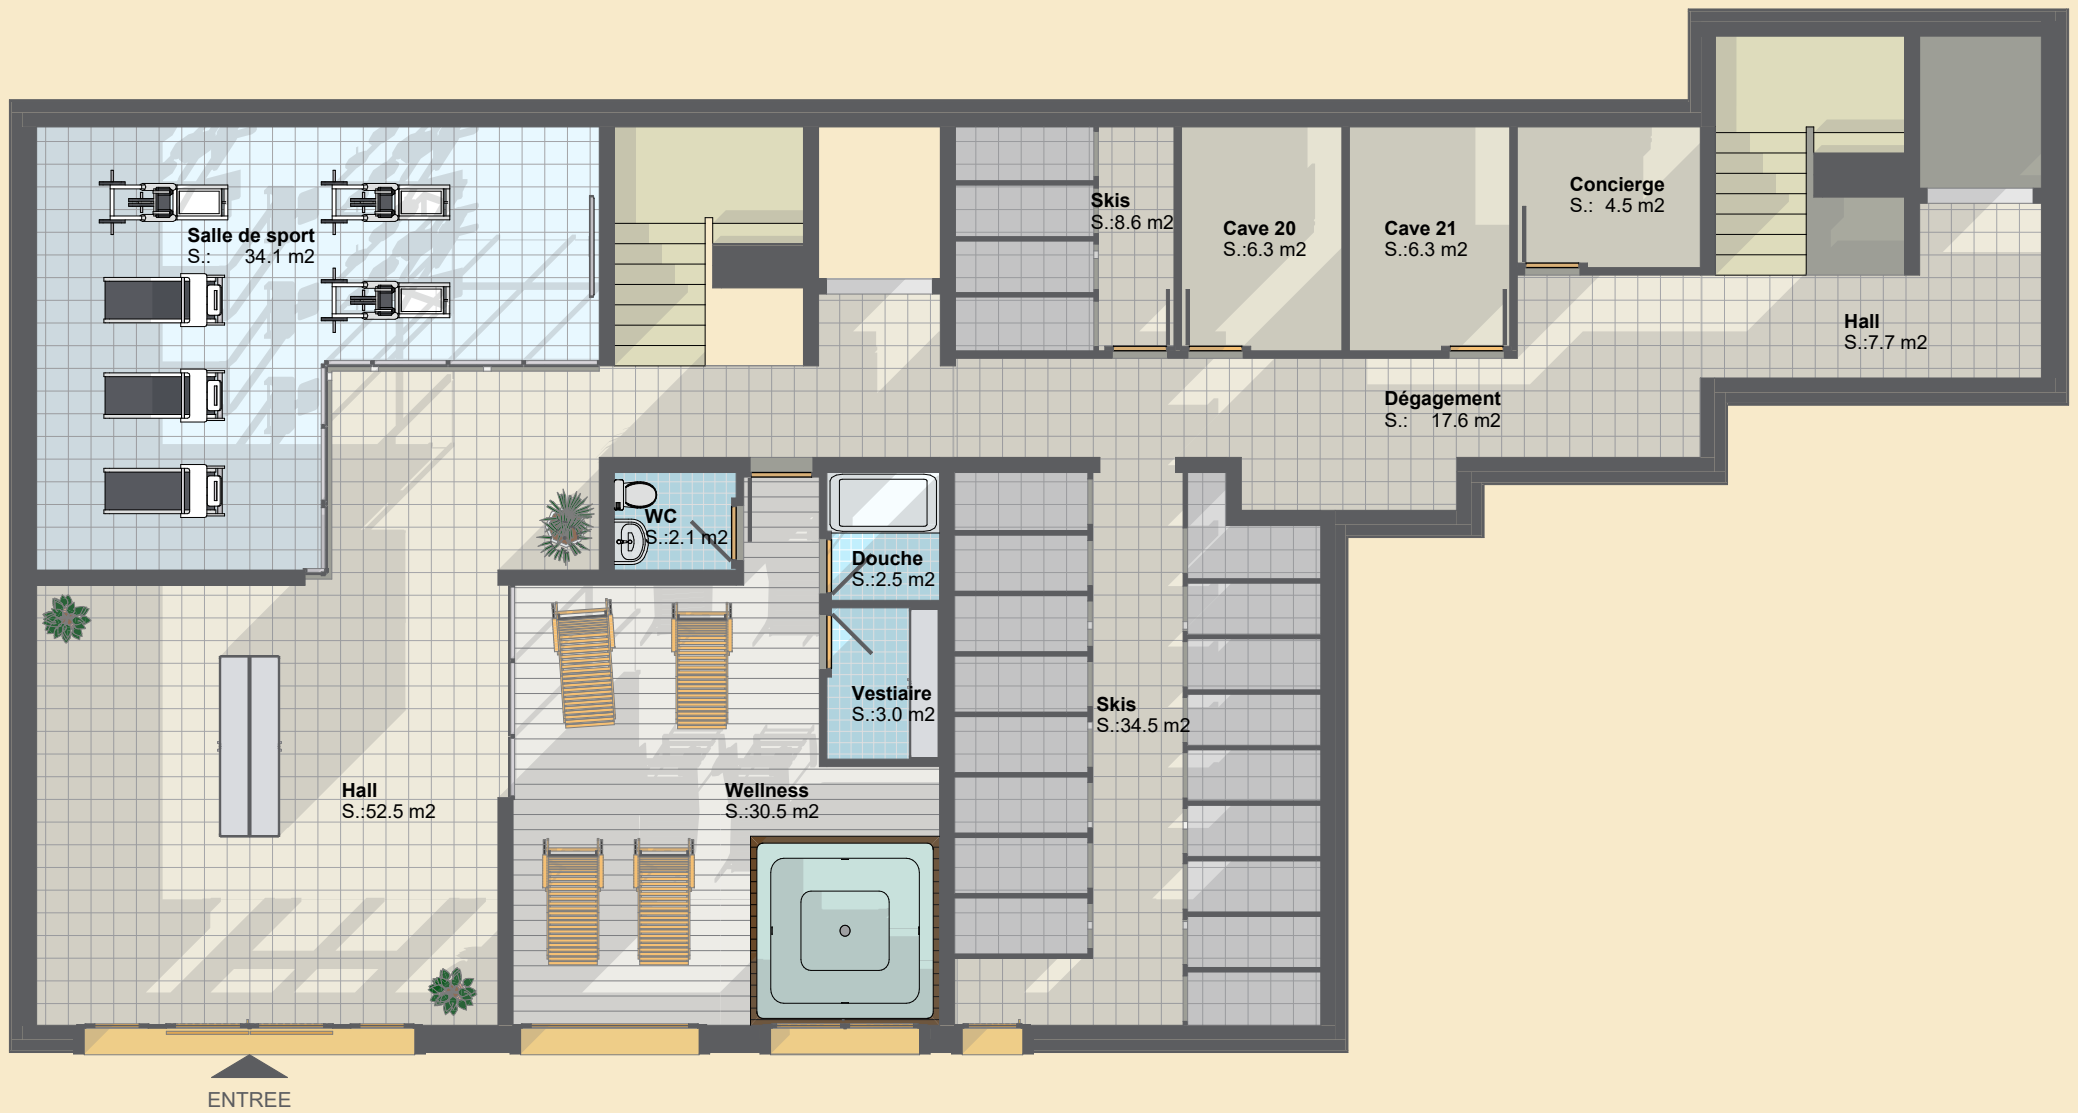 Salle de sport
S.: 34.1 m2
Skis
S.:8.6 m2
Cave 20
S.:6.3 m2
Cave 21
S.:6.3 m2
Concierge
S.: 4.5 m2
Hall
S.:7.7 m2
Dégagement
S.: 17.6 m2
WC
S.:2.1 m2
Douche
S.:2.5 m2
Vestiaire
S.:3.0 m2
Skis
S.:34.5 m2
Hall
S.:52.5 m2
Wellness
S.:30.5 m2
ENTREE